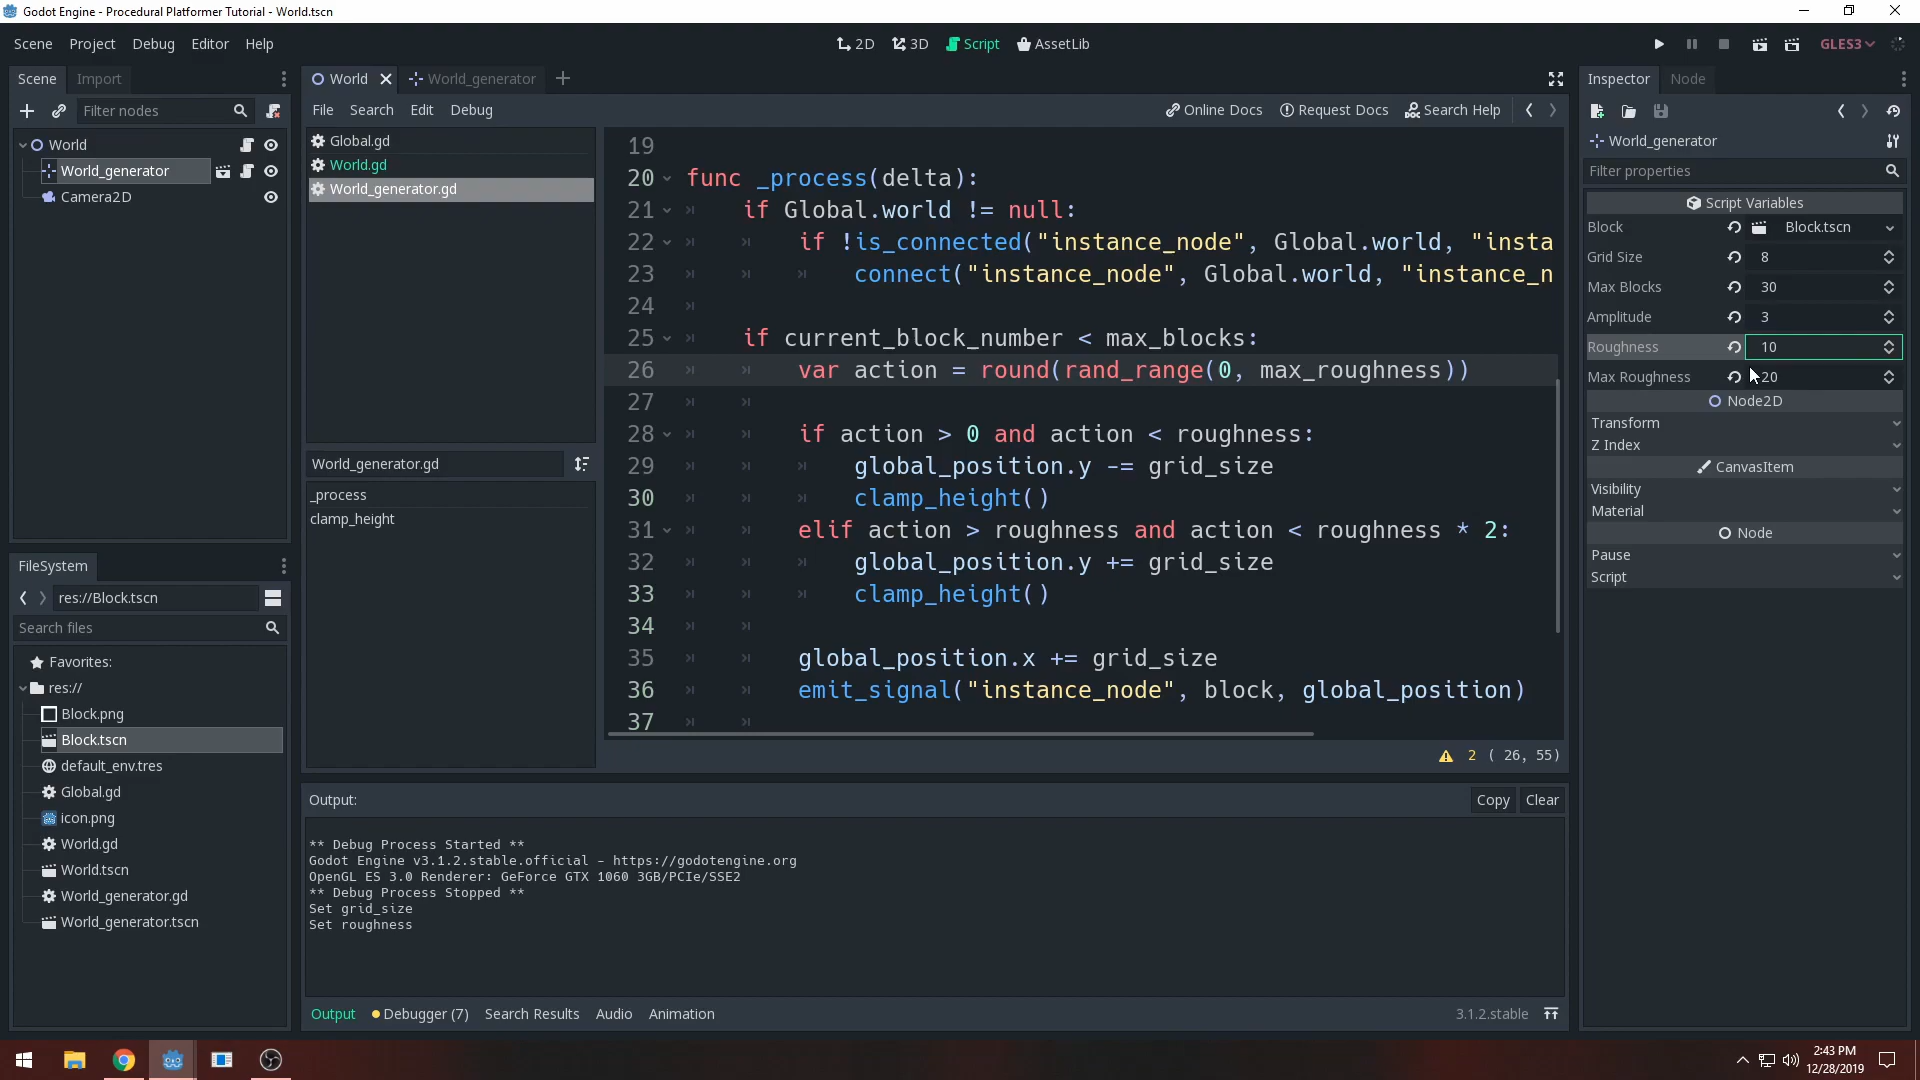 Godot Engine - Procedural Platformer Tutorial - World.tscn
Scene Project Debug Editor Help
2D 3D Script AssetLib
GLES3
Scene Import
Filter nodes
World
World_generator
Camera2D
FileSystem
res://Block.tscn
Search files
Favorites:
res://
Block.png
Block.tscn
default_env.tres
Global.gd
icon.png
World.gd
World.tscn
World_generator.gd
World_generator.tscn
World World_generator
File Search Edit Debug
Online Docs Request Docs Search Help
Global.gd
World.gd
World_generator.gd
World_generator.gd
_process
clamp_height
19
20 func _process(delta):
21 if Global.world != null:
22 if !is_connected("instance_node", Global.world, "insta
23 connect("instance_node", Global.world, "instance_n
24
25 if current_block_number < max_blocks:
26 var action = round(rand_range(0, max_roughness))
27
28 if action > 0 and action < roughness:
29 global_position.y -= grid_size
30 clamp_height()
31 elif action > roughness and action < roughness * 2:
32 global_position.y += grid_size
33 clamp_height()
34
35 global_position.x += grid_size
36 emit_signal("instance_node", block, global_position)
37
2 ( 26, 55)
Output:
Copy Clear
** Debug Process Started **
Godot Engine v3.1.2.stable.official - https://godotengine.org
OpenGL ES 3.0 Renderer: GeForce GTX 1060 3GB/PCIe/SSE2
** Debug Process Stopped **
Set grid_size
Set roughness
Output Debugger (7) Search Results Audio Animation
3.1.2.stable
Inspector Node
World_generator
Filter properties
Script Variables
Block Block.tscn
Grid Size 8
Max Blocks 30
Amplitude 3
Roughness 10
Max Roughness 20
Node2D
Transform
Z Index
CanvasItem
Visibility
Material
Node
Pause
Script
2:43 PM
12/28/2019